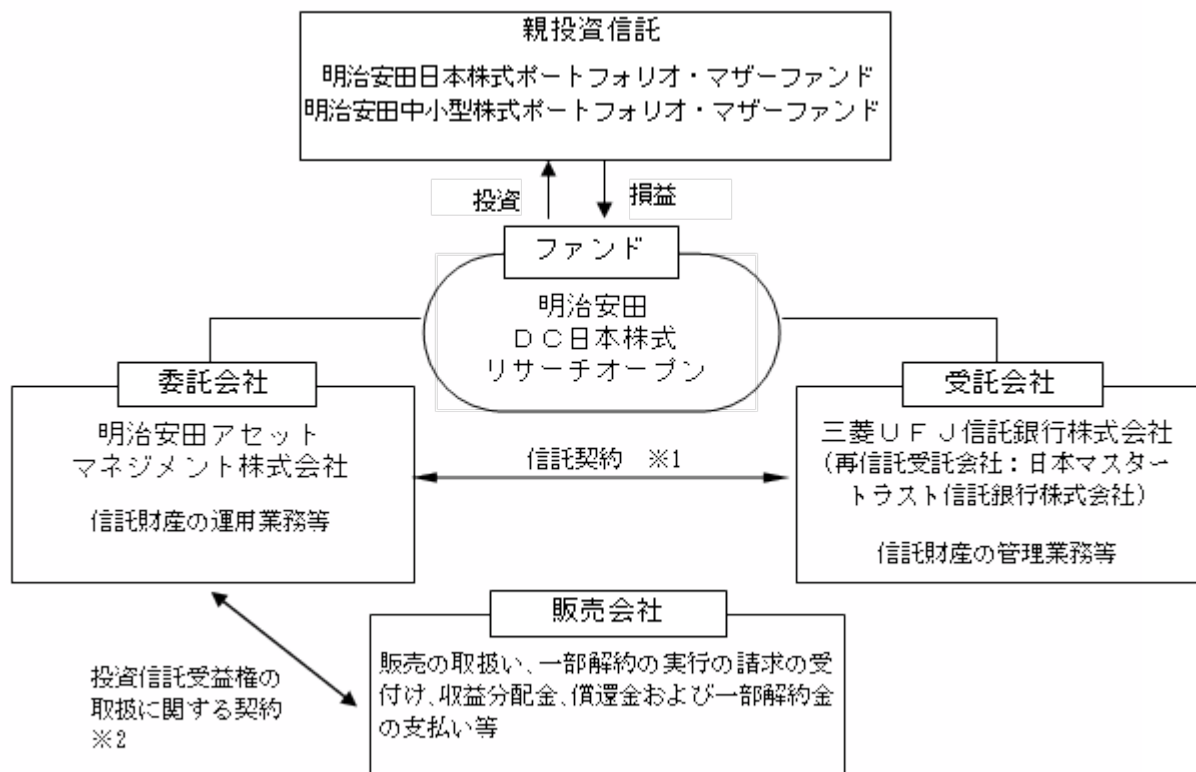 親投資信託
明治安田日本株式ポートフォリオ・マザーファンド
明治安田中小型株式ポートフォリオ・マザーファンド
投資
損益
ファンド
明治安田
ＤＣ日本株式
リサーチオープン
委託会社
明治安田アセット
マネジメント株式会社
信託財産の運用業務等
信託契約　※1
受託会社
三菱ＵＦＪ信託銀行株式会社
（再信託受託会社：日本マスター
トラスト信託銀行株式会社）
信託財産の管理業務等
投資信託受益権の
取扱に関する契約
※2
販売会社
販売の取扱い、一部解約の実行の請求の受
付け、収益分配金、償還金および一部解約金
の支払い等